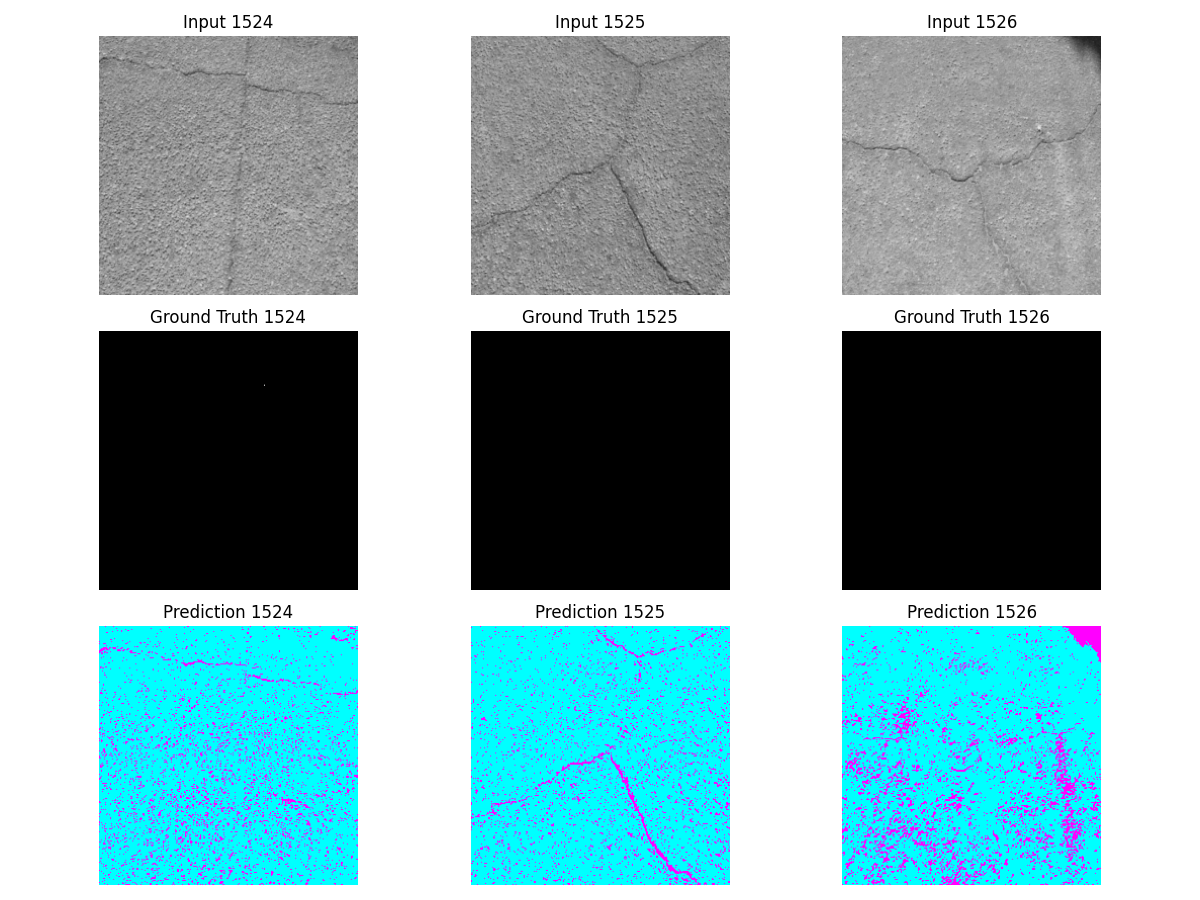 Input 1524
Input 1525
Input 1526
Ground Truth 1524
Ground Truth 1525
Ground Truth 1526
Prediction 1524
Prediction 1525
Prediction 1526